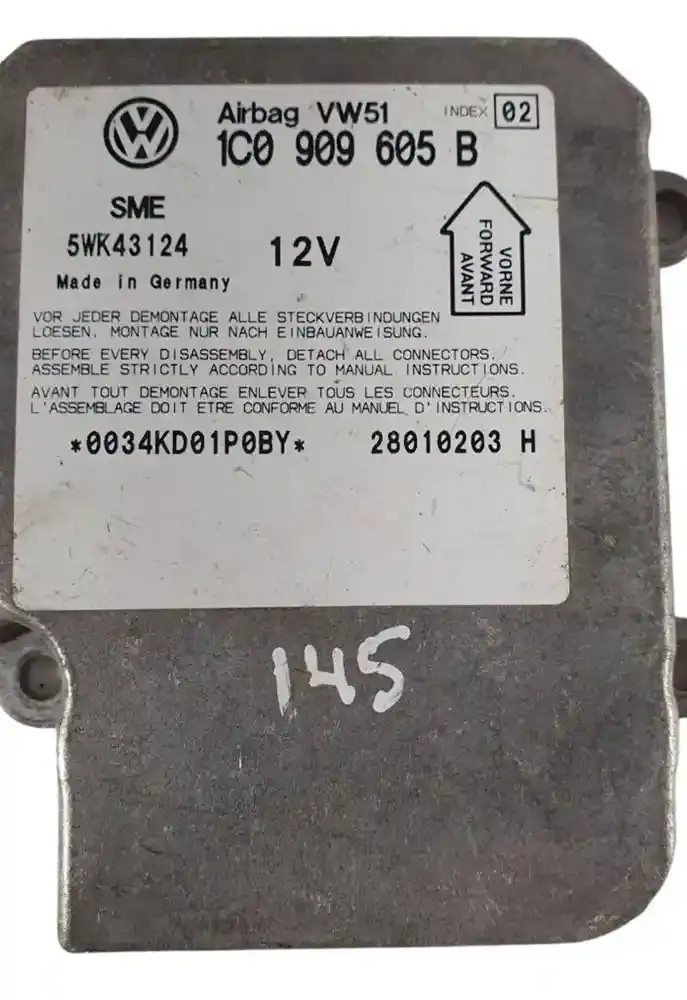 Airbag VW51 INDEX 02
1C0 909 605 B
SME
5WK43124 12V
Made in Germany
VORNE
FORWARD
AVANT
VOR JEDER DEMONTAGE ALLE STECKVERBINDUNGEN
LOESEN. MONTAGE NUR NACH EINBAUANWEISUNG.
BEFORE EVERY DISASSEMBLY, DETACH ALL CONNECTORS.
ASSEMBLE STRICTLY ACCORDING TO MANUAL INSTRUCTIONS.
AVANT TOUT DEMONTAGE ENLEVER TOUS LES CONNECTEURS.
L'ASSEMBLAGE DOIT ETRE CONFORME AU MANUEL D'INSTRUCTIONS.
*0034KD01P0BY* 28010203 H
145